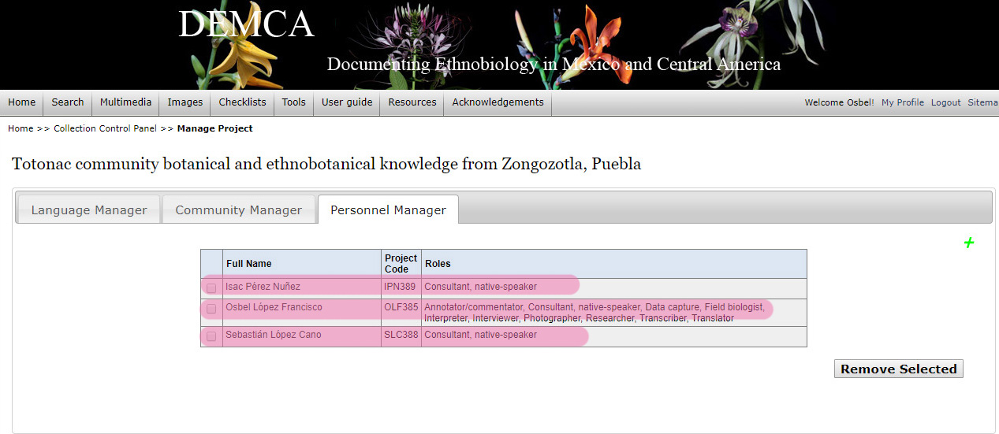 DEMCA
Documenting Ethnobiology in Mexico and Central America
Home Search Multimedia Images Checklists Tools User guide Resources Acknowledgements Welcome Osbel! My Profile Logout Sitema
Home >> Collection Control Panel >> Manage Project
Totonac community botanical and ethnobotanical knowledge from Zongozotla, Puebla
Language Manager Community Manager Personnel Manager
+
Full Name Project Code Roles
Isac Pérez Nuñez IPN389 Consultant, native-speaker
Osbel López Francisco OLF385 Annotator/commentator, Consultant, native-speaker, Data capture, Field biologist,
Interpreter, Interviewer, Photographer, Researcher, Transcriber, Translator
Sebastián López Cano SLC388 Consultant, native-speaker
Remove Selected